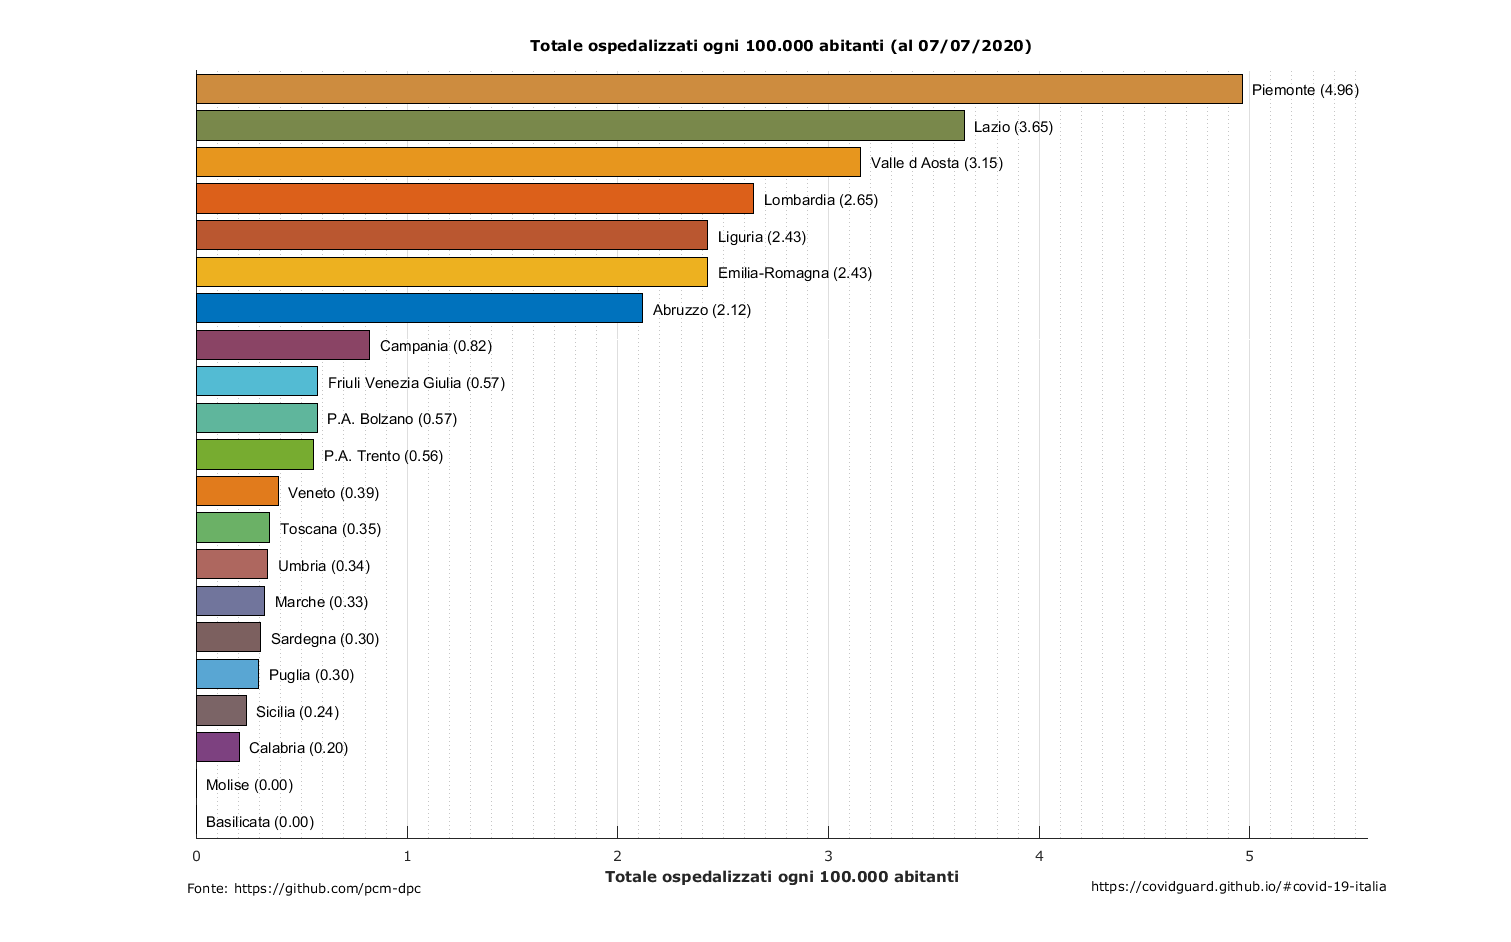 Totale ospedalizzati ogni 100.000 abitanti (al 07/07/2020)
Piemonte (4.96)
Lazio (3.65)
Valle d Aosta (3.15)
Lombardia (2.65)
Liguria (2.43)
Emilia-Romagna (2.43)
Abruzzo (2.12)
Campania (0.82)
Friuli Venezia Giulia (0.57)
P.A. Bolzano (0.57)
P.A. Trento (0.56)
Veneto (0.39)
Toscana (0.35)
Umbria (0.34)
Marche (0.33)
Sardegna (0.30)
Puglia (0.30)
Sicilia (0.24)
Calabria (0.20)
Molise (0.00)
Basilicata (0.00)
0 1 2 3 4 5
Totale ospedalizzati ogni 100.000 abitanti
Fonte: https://github.com/pcm-dpc
https://covidguard.github.io/#covid-19-italia